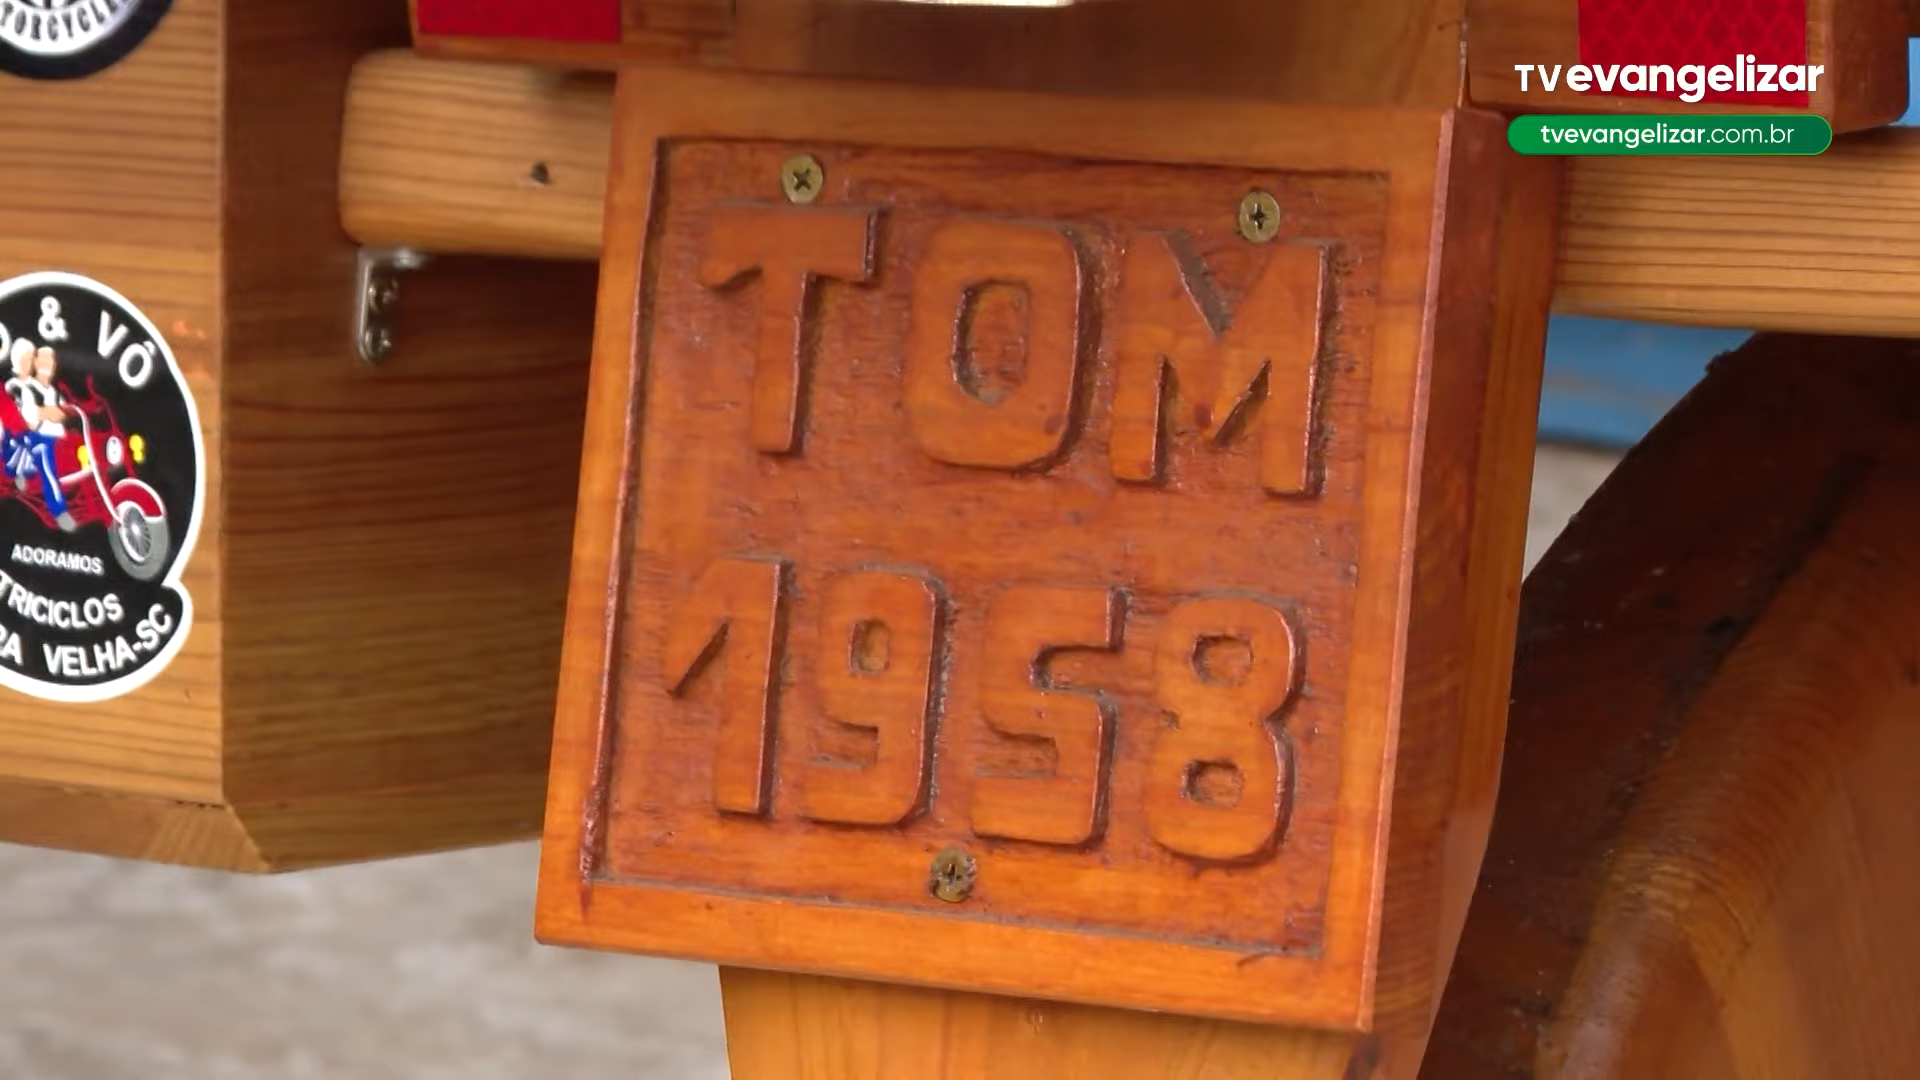 TVevangelizar
tvevangelizar.com.br
TOM
1958
& VÔ
ADORAMOS
TRICICLOS
VELHA-SC